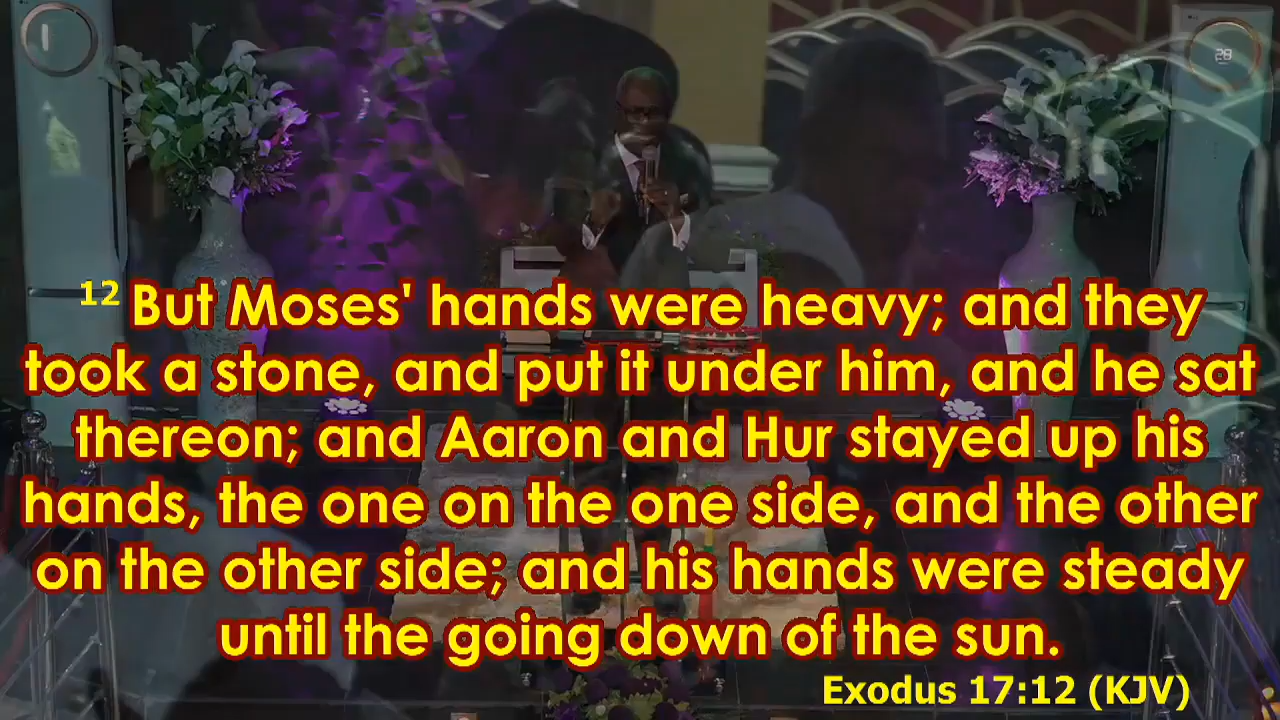 28
12 But Moses' hands were heavy; and they
took a stone, and put it under him, and he sat
thereon; and Aaron and Hur stayed up his
hands, the one on the one side, and the other
on the other side; and his hands were steady
until the going down of the sun.
Exodus 17:12 (KJV)